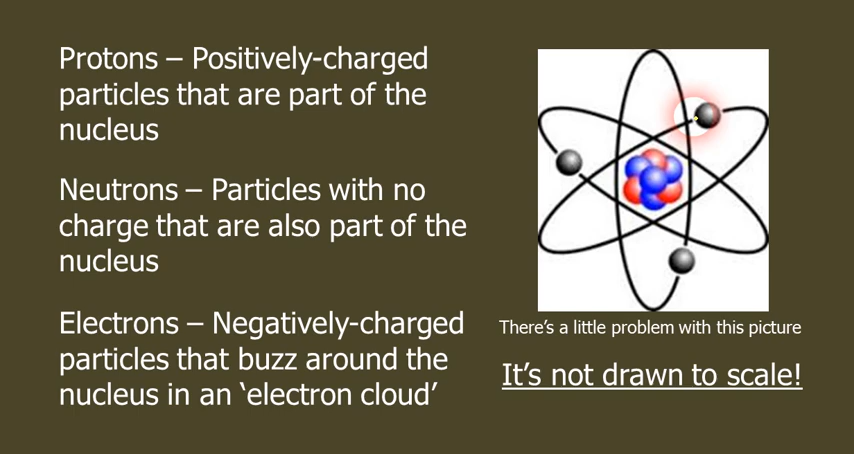 Protons – Positively-charged
particles that are part of the
nucleus
Neutrons – Particles with no
charge that are also part of the
nucleus
Electrons – Negatively-charged
particles that buzz around the
nucleus in an ‘electron cloud’
There’s a little problem with this picture
It’s not drawn to scale!